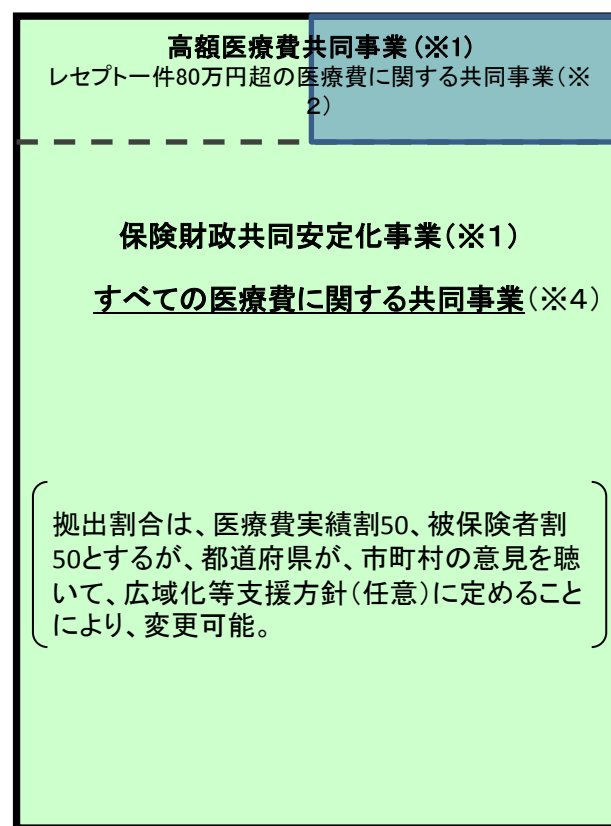 高額医療費共同事業（※1）
レセプト一件80万円超の医療費に関する共同事業（※
２）
保険財政共同安定化事業（※１）
すべての医療費に関する共同事業（※４）
拠出割合は、医療費実績割50、被保険者割
50とするが、都道府県が、市町村の意見を聴
いて、広域化等支援方針（任意）に定めること
により、変更可能。